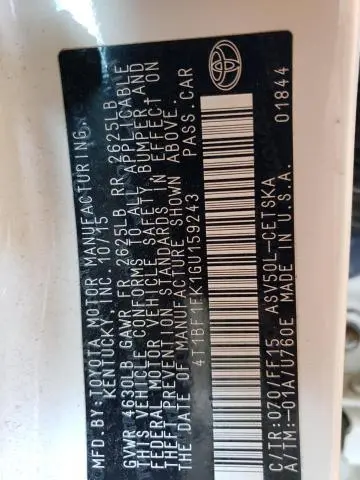 MFD.BY:TOYOTA MOTOR MANUFACTURING,
KENTUCKY, INC. 10/15
GVWR 4630LB GAWR FR 2625LB RR 2625LB
THIS VEHICLE CONFORMS TO ALL APPLICABLE
FEDERAL MOTOR VEHICLE SAFETY, BUMPER, AND
THEFT PREVENTION STANDARDS IN EFFECT ON
THE DATE OF MANUFACTURE SHOWN ABOVE.
4T1BF1FK1GU159243 PASS.CAR
C/TR:070/FF15 ASV50L-CETSKA
A/TM:-01A/U760E MADE IN U.S.A. 01844